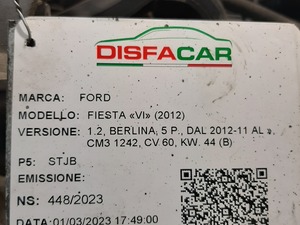 DISFACAR
MARCA: FORD
MODELLO: FIESTA «VI» (2012)
VERSIONE: 1.2, BERLINA, 5 P., DAL 2012-11 AL »
CM3 1242, CV 60, KW. 44 (B)
P5: STJB
EMISSIONE:
NS: 448/2023
DATA: 01/03/2023 17:49:00